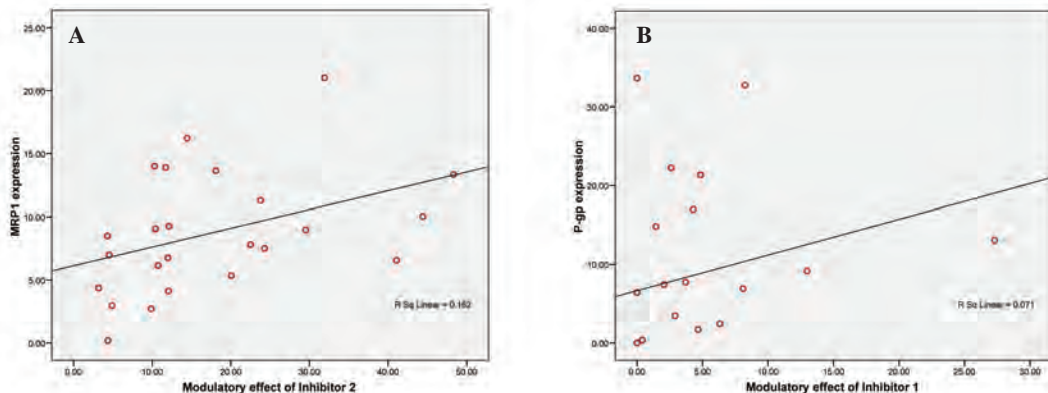 A
MRP1 expression
25.00
20.00
15.00
10.00
5.00
0.00
R Sq Linear = 0.162
0.00 10.00 20.00 30.00 40.00 50.00
Modulatory effect of Inhibitor 2
B
P-gp expression
40.00
30.00
20.00
10.00
0.00
R Sq Linear = 0.071
0.00 5.00 10.00 15.00 20.00 25.00 30.00
Modulatory effect of Inhibitor 1